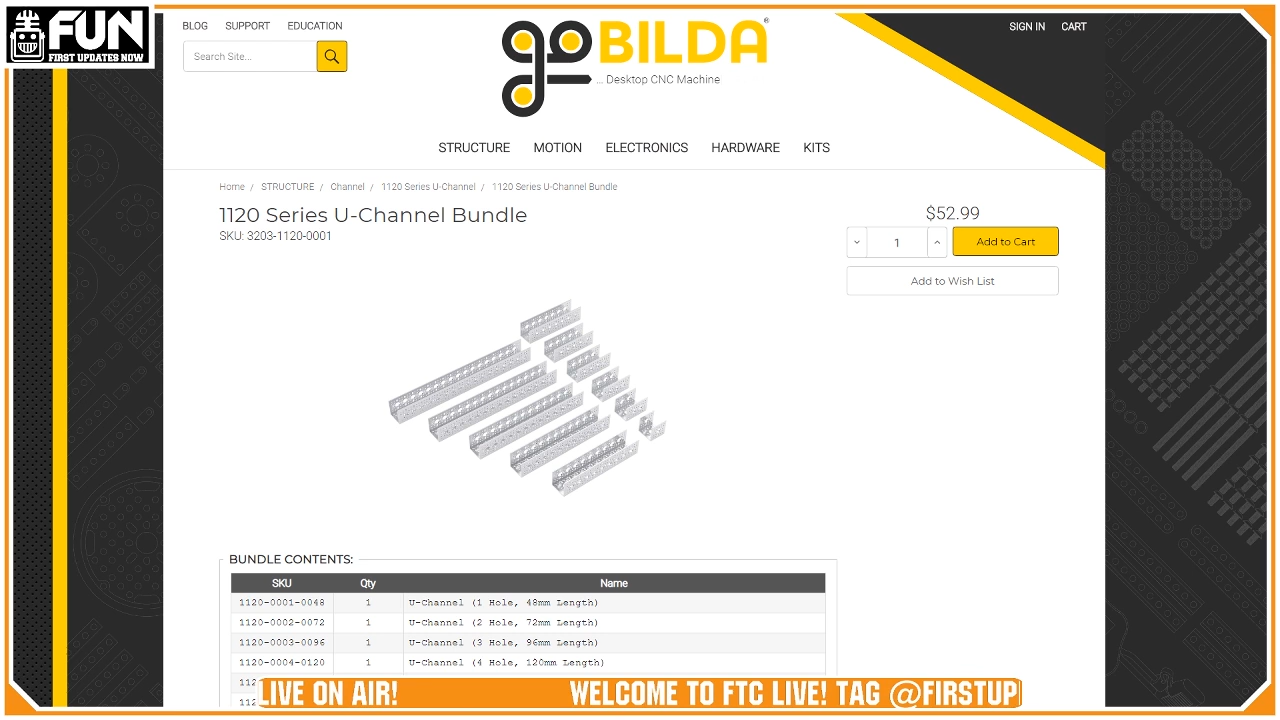 FUN
FIRST UPDATES NOW
BLOG SUPPORT EDUCATION
SIGN IN CART
Search Site...
goBILDA®
... Desktop CNC Machine
STRUCTURE MOTION ELECTRONICS HARDWARE KITS
Home / STRUCTURE / Channel / 1120 Series U-Channel / 1120 Series U-Channel Bundle
1120 Series U-Channel Bundle
SKU: 3203-1120-0001
$52.99
1 Add to Cart
Add to Wish List
BUNDLE CONTENTS:
SKU Qty Name
1120-0001-0048 1 U-Channel (1 Hole, 48mm Length)
1120-0002-0072 1 U-Channel (2 Hole, 72mm Length)
1120-0003-0096 1 U-Channel (3 Hole, 96mm Length)
1120-0004-0120 1 U-Channel (4 Hole, 120mm Length)
LIVE ON AIR! WELCOME TO FTC LIVE! TAG @FIRSTUP